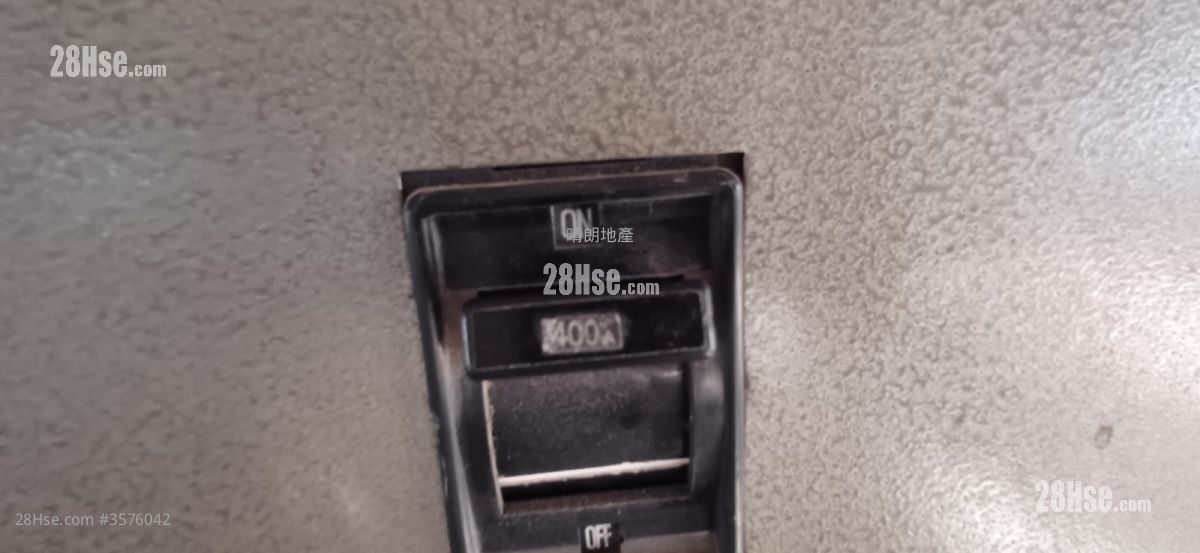 28Hse.com
ON
晴朗地產
28Hse.com
400A
28Hse.com
28Hse.com #3576042
OFF